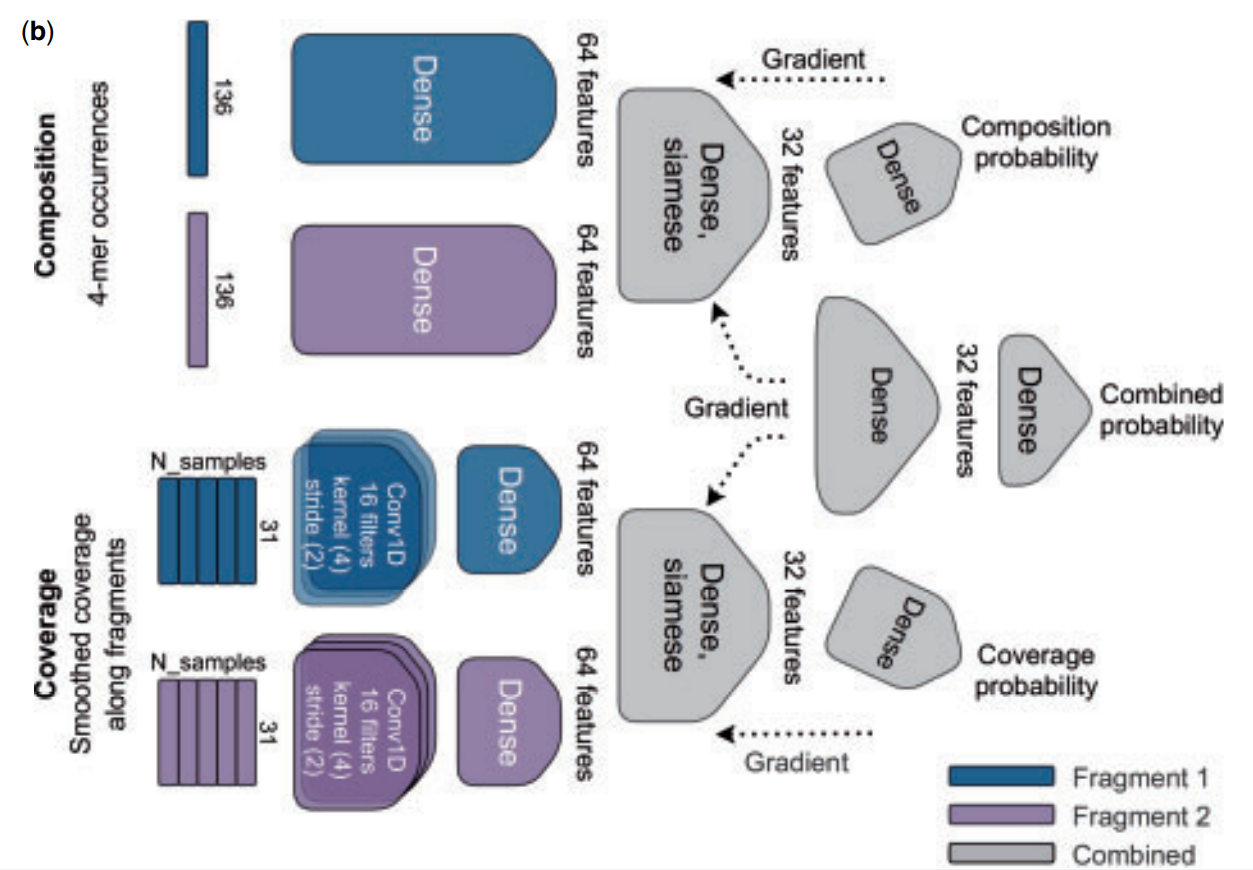 (b)
Composition
4-mer occurrences
136
Dense
64 features
136
Dense
64 features
Gradient
Dense,
siamese
32 features
Dense
Composition
probability
Gradient
Dense
32 features
Dense
Combined
probability
Coverage
Smoothed coverage
along fragments
N_samples
31
Conv1D
16 filters
kernel (4)
stride (2)
Dense
64 features
N_samples
31
Conv1D
16 filters
kernel (4)
stride (2)
Dense
64 features
Dense,
siamese
32 features
Dense
Coverage
probability
Gradient
Fragment 1
Fragment 2
Combined